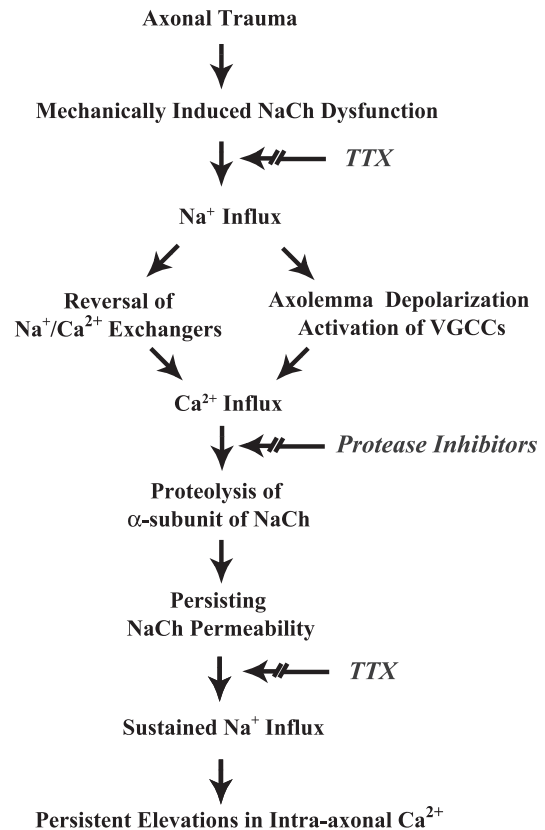 Axonal Trauma
Mechanically Induced NaCh Dysfunction
TTX
Na⁺ Influx
Reversal of
Na⁺/Ca²⁺ Exchangers
Axolemma Depolarization
Activation of VGCCs
Ca²⁺ Influx
Protease Inhibitors
Proteolysis of
α-subunit of NaCh
Persisting
NaCh Permeability
TTX
Sustained Na⁺ Influx
Persistent Elevations in Intra-axonal Ca²⁺